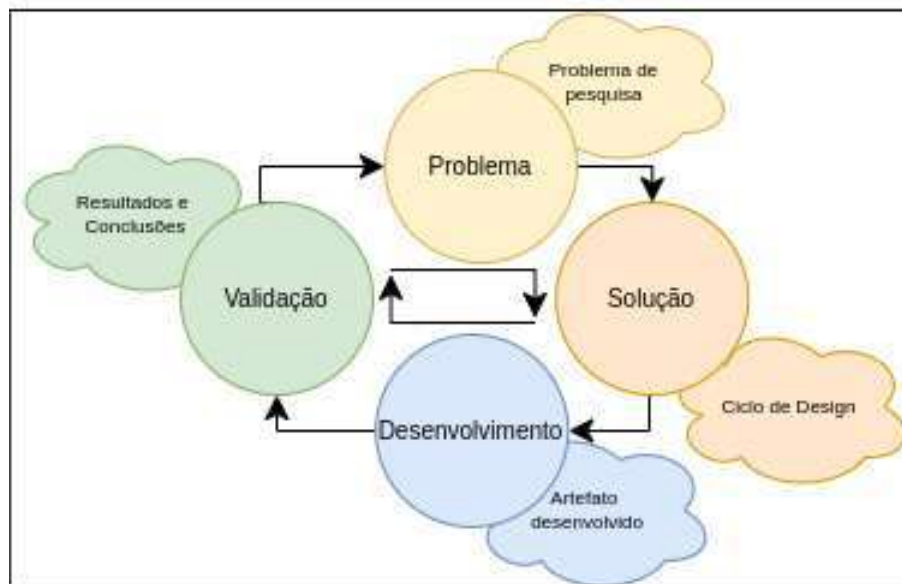 Problema de
pesquisa
Problema
Resultados e
Conclusões
Validação
Solução
Ciclo de Design
Desenvolvimento
Artefato
desenvolvido